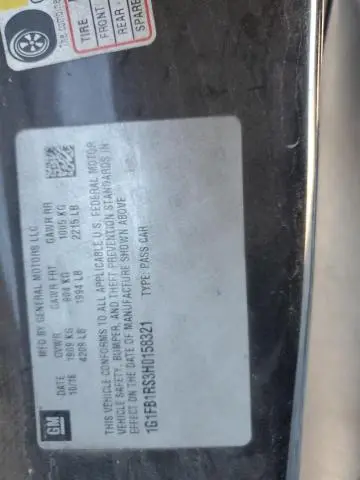 The combine
TIRE
FRONT
REAR
SPARE
MFD BY GENERAL MOTORS LLC
DATE GVWR GAWR FRT GAWR RR
10/16 1909 KG 904 KG 1005 KG
4209 LB 1994 LB 2215 LB
THIS VEHICLE CONFORMS TO ALL APPLICABLE U.S. FEDERAL MOTOR
VEHICLE SAFETY, BUMPER, AND THEFT PREVENTION STANDARDS IN
EFFECT ON THE DATE OF MANUFACTURE SHOWN ABOVE
1G1FB1RS3H0158321 TYPE: PASS CAR
GM